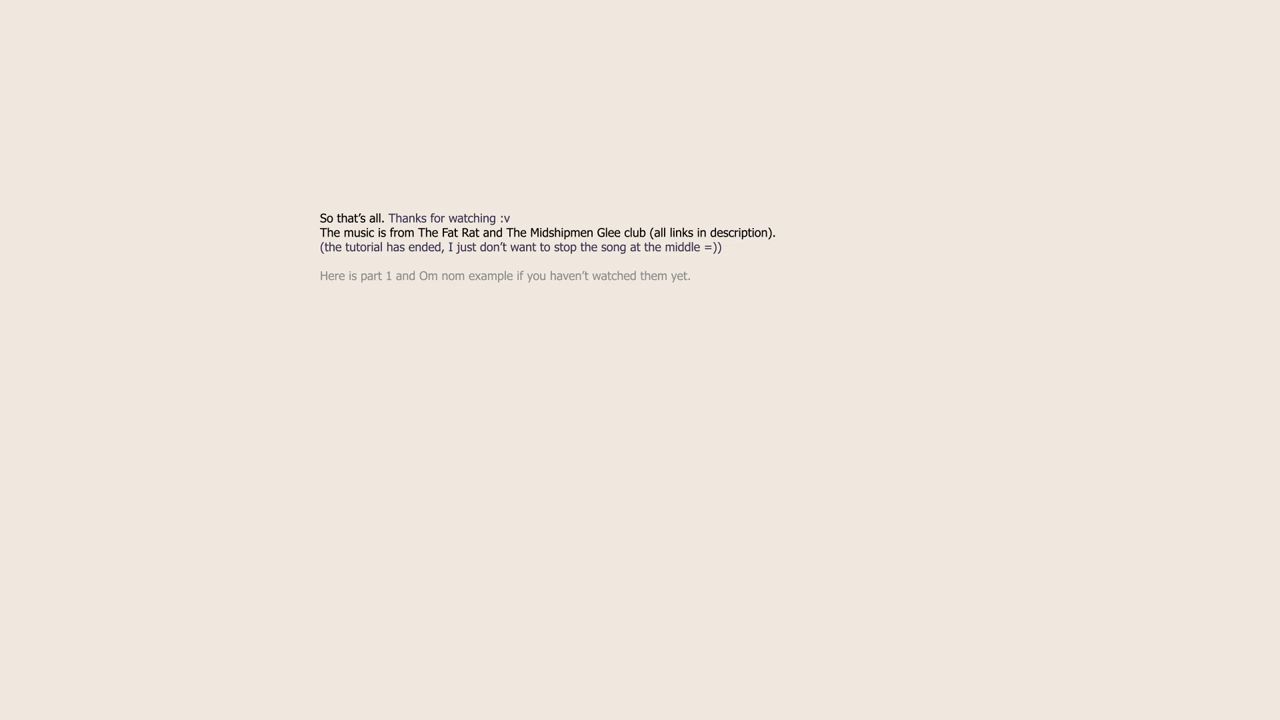 So that’s all. Thanks for watching :v
The music is from The Fat Rat and The Midshipmen Glee club (all links in description).
(the tutorial has ended, I just don’t want to stop the song at the middle =))
Here is part 1 and Om nom example if you haven’t watched them yet.